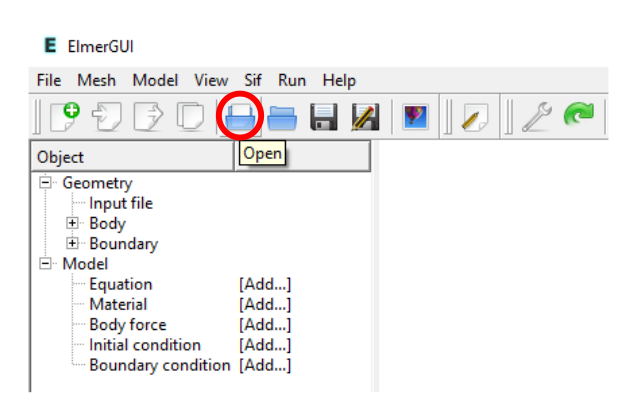 E ElmerGUI
File Mesh Model View Sif Run Help
Object
Open
Geometry
Input file
Body
Boundary
Model
Equation [Add...]
Material [Add...]
Body force [Add...]
Initial condition [Add...]
Boundary condition [Add...]